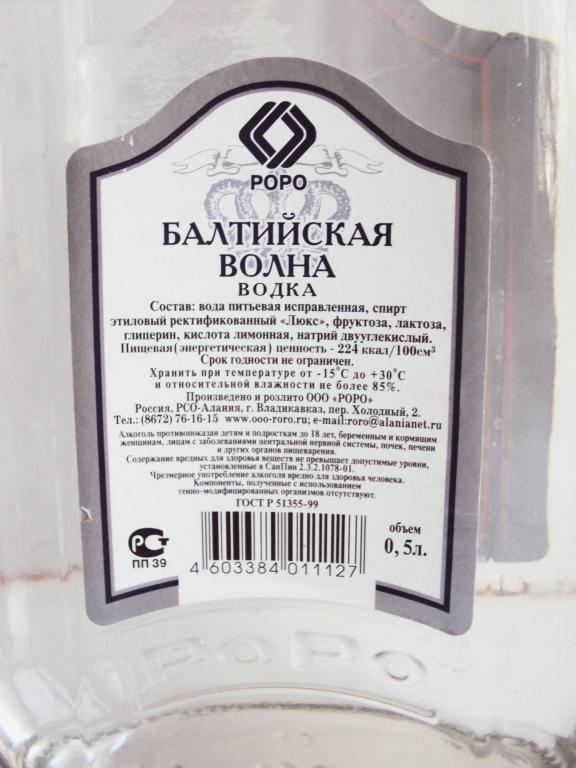 РОРО
БАЛТИЙСКАЯ
ВОЛНА
ВОДКА
Состав: вода питьевая исправленная, спирт
этиловый ректификованный «Люкс», фруктоза, лактоза,
глицерин, кислота лимонная, натрий двууглекислый.
Пищевая(энергетическая) ценность - 224 ккал/100см³
Срок годности не ограничен.
Хранить при температуре от -15˚С до +30˚С
и относительной влажности не более 85%.
Произведено и розлито ООО «РОРО»
Россия, РСО-Алания, г. Владикавказ, пер. Холодный, 2.
Тел.: (8672) 76-16-15 www.ooo-roro.ru; e-mail:roro@alanianet.ru
Алкоголь противопоказан детям и подросткам до 18 лет, беременным и кормящим
женщинам, лицам с заболеваниями центральной нервной системы, почек, печени
и других органов пищеварения.
Содержание вредных для здоровья веществ не превышает допустимые уровни,
установленные в СанПин 2.3.2.1078-01.
Чрезмерное употребление алкоголя вредно для здоровья человека.
Компоненты, полученные с использованием
генно-модифицированных организмов отсутствуют.
ГОСТ Р 51355-99
РСТ
ПП 39
4 603384 011127
объем
0, 5л.
РОРО